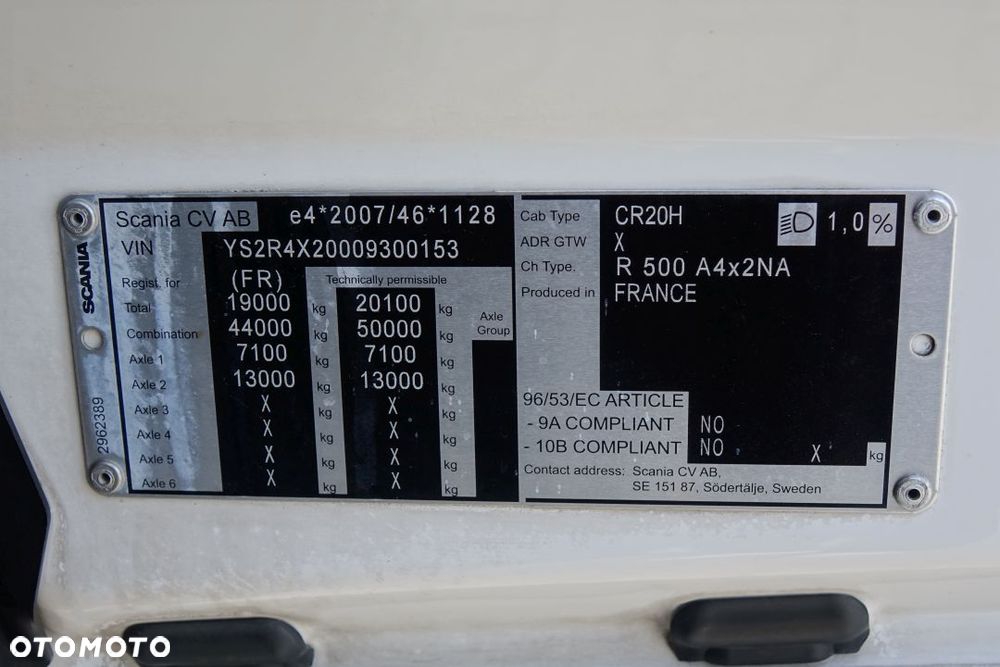 Scania CV AB e4*2007/46*1128
VIN YS2R4X20009300153
Regist. for (FR) Technically permissible
Total 19000 kg 20100 kg Axle Group
Combination 44000 kg 50000 kg
Axle 1 7100 kg 7100 kg
Axle 2 13000 kg 13000 kg
Axle 3 X kg X kg
Axle 4 X kg X kg
Axle 5 X kg X kg
Axle 6 X kg X kg
SCANIA
2962389
Cab Type CR20H 1,0 %
ADR GTW X
Ch Type. R 500 A4x2NA
Produced in FRANCE
96/53/EC ARTICLE
- 9A COMPLIANT NO
- 10B COMPLIANT NO X kg
Contact address: Scania CV AB,
SE 151 87, Södertälje, Sweden
OTOMOTO